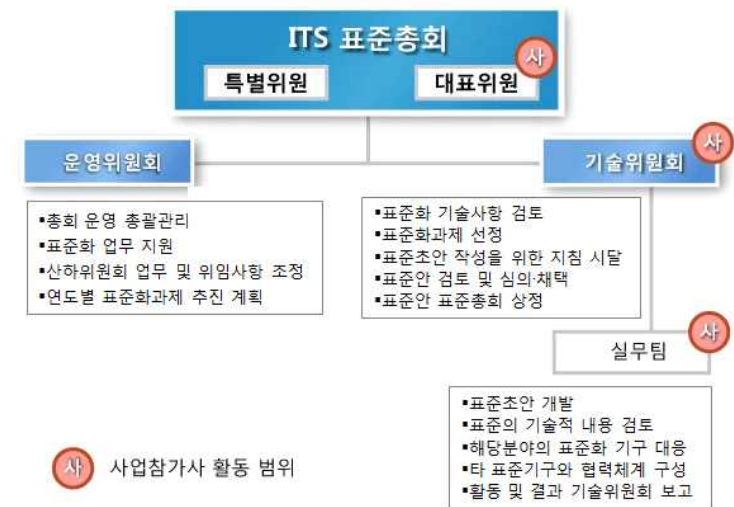 ITS 표준총회
사
특별위원
대표위원
운영위원회
기술위원회
사
▪총회 운영 총괄관리
▪표준화 업무 지원
▪산하위원회 업무 및 위임사항 조정
▪연도별 표준화과제 추진 계획
▪표준화 기술사항 검토
▪표준화과제 선정
▪표준초안 작성을 위한 지침 시달
▪표준안 검토 및 심의·채택
▪표준안 표준총회 상정
사
실무팀
▪표준초안 개발
▪표준의 기술적 내용 검토
▪해당분야의 표준화 기구 대응
▪타 표준기구와 협력체계 구성
▪활동 및 결과 기술위원회 보고
사 사업참가사 활동 범위